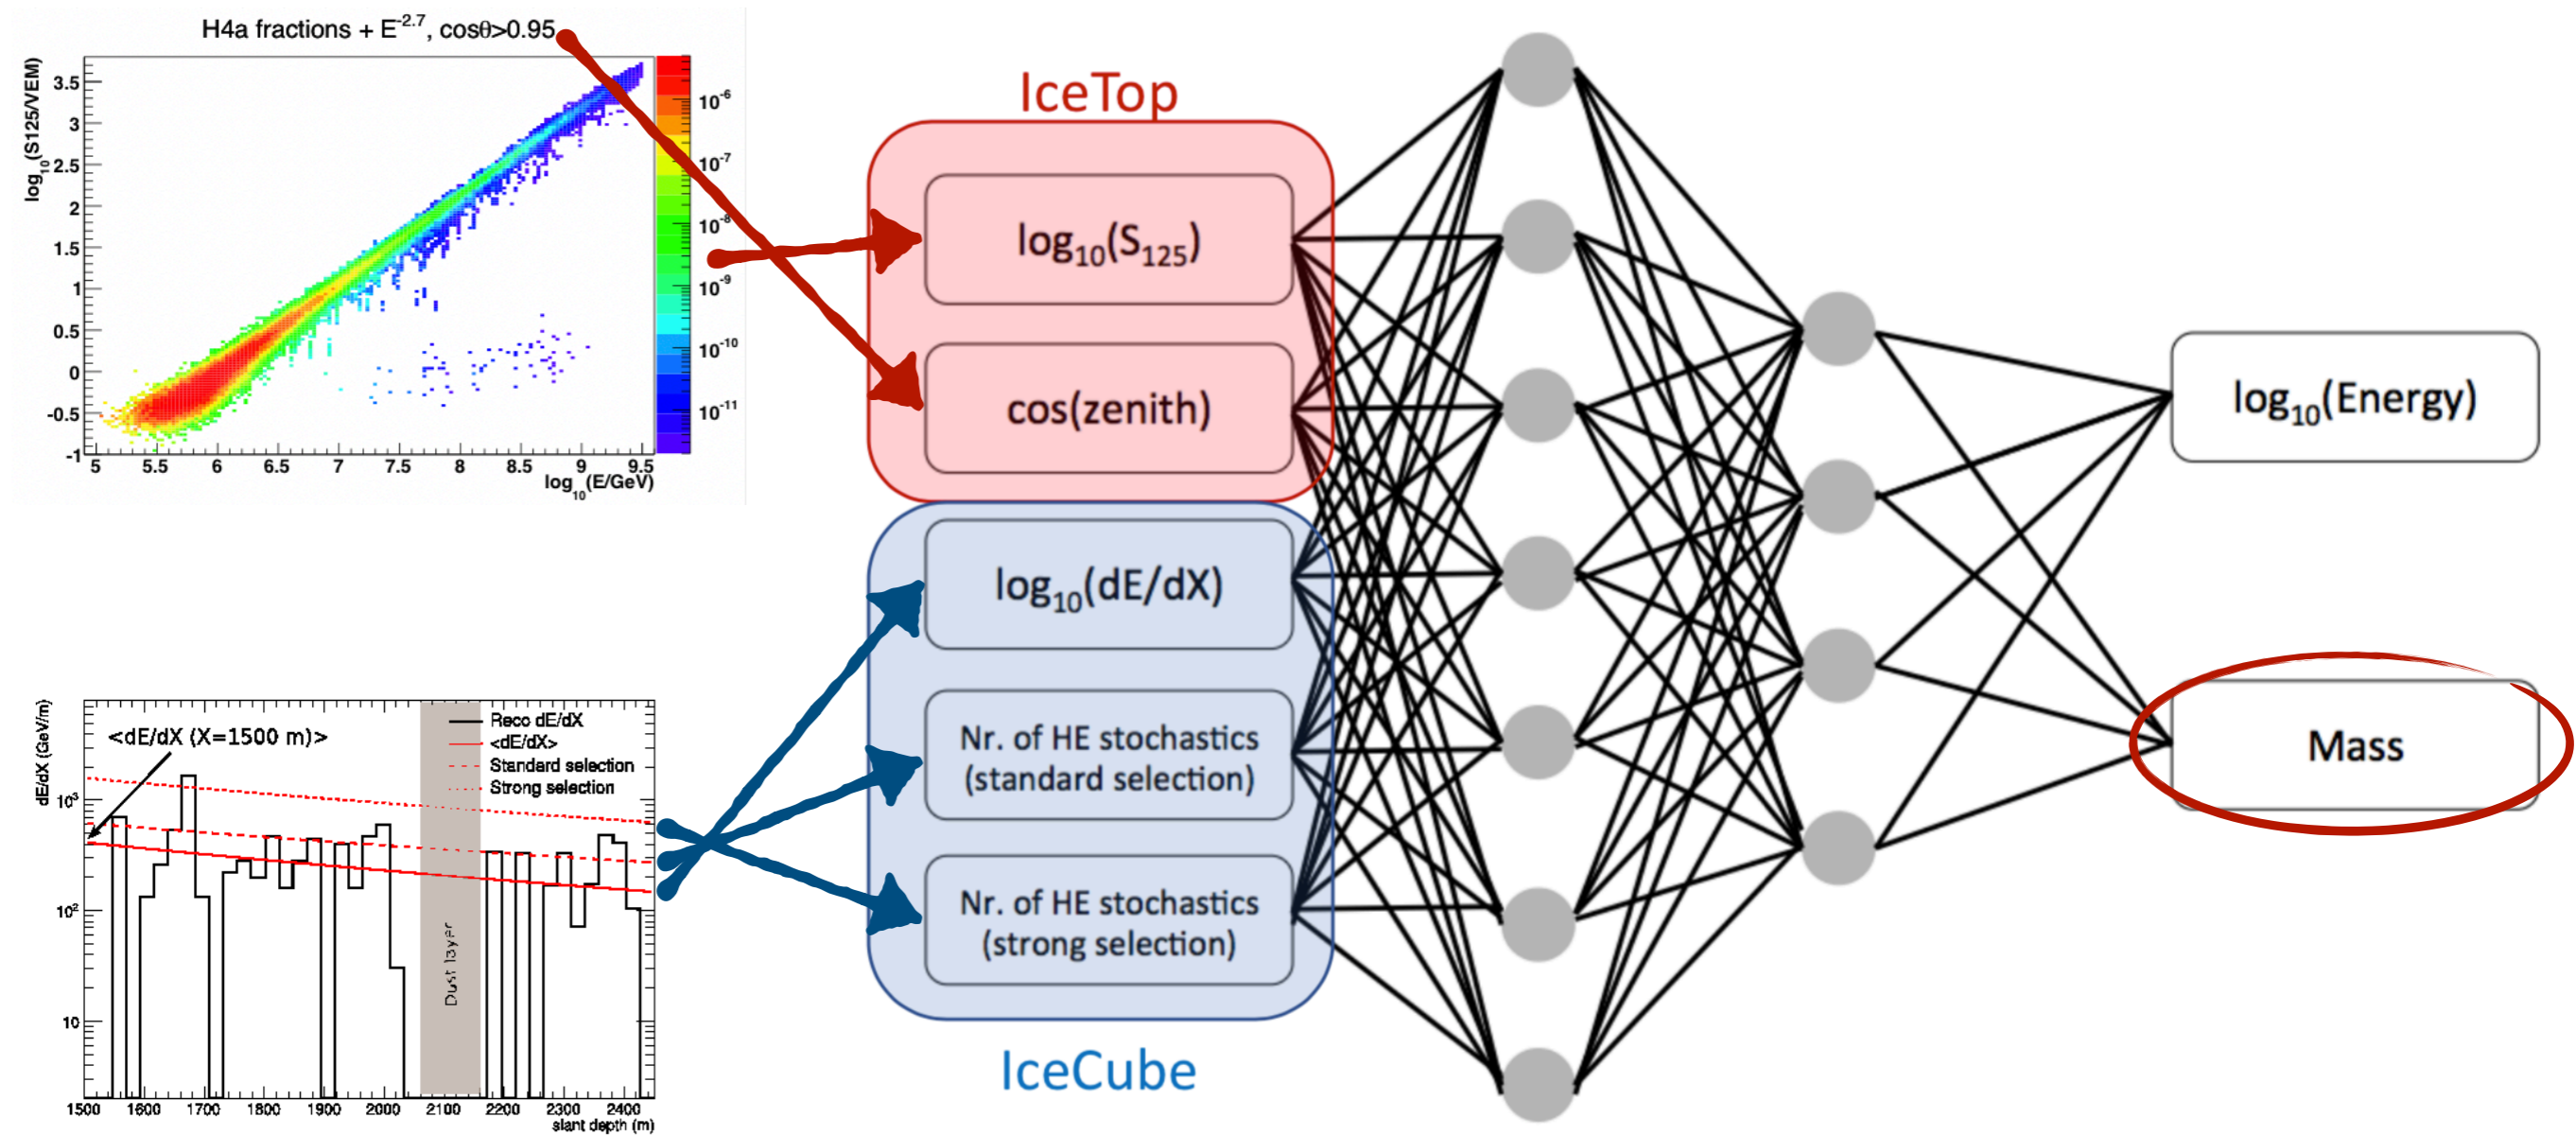 H4a fractions + E^-2.7, cosθ>0.95
log10(S125/VEM)
3.5
3
2.5
2
1.5
1
0.5
0
-0.5
-1
5 5.5 6 6.5 7 7.5 8 8.5 9 9.5
log10(E/GeV)
10^-6
10^-7
10^-8
10^-9
10^-10
10^-11
IceTop
log10(S125)
cos(zenith)
log10(dE/dX)
Nr. of HE stochastics
(standard selection)
Nr. of HE stochastics
(strong selection)
IceCube
log10(Energy)
Mass
dE/dX (GeV/m)
<dE/dX (X=1500 m)>
Reco dE/dX
<dE/dX>
Standard selection
Strong selection
10^3
10^2
10
Dust layer
1500 1600 1700 1800 1900 2000 2100 2200 2300 2400
slant depth (m)